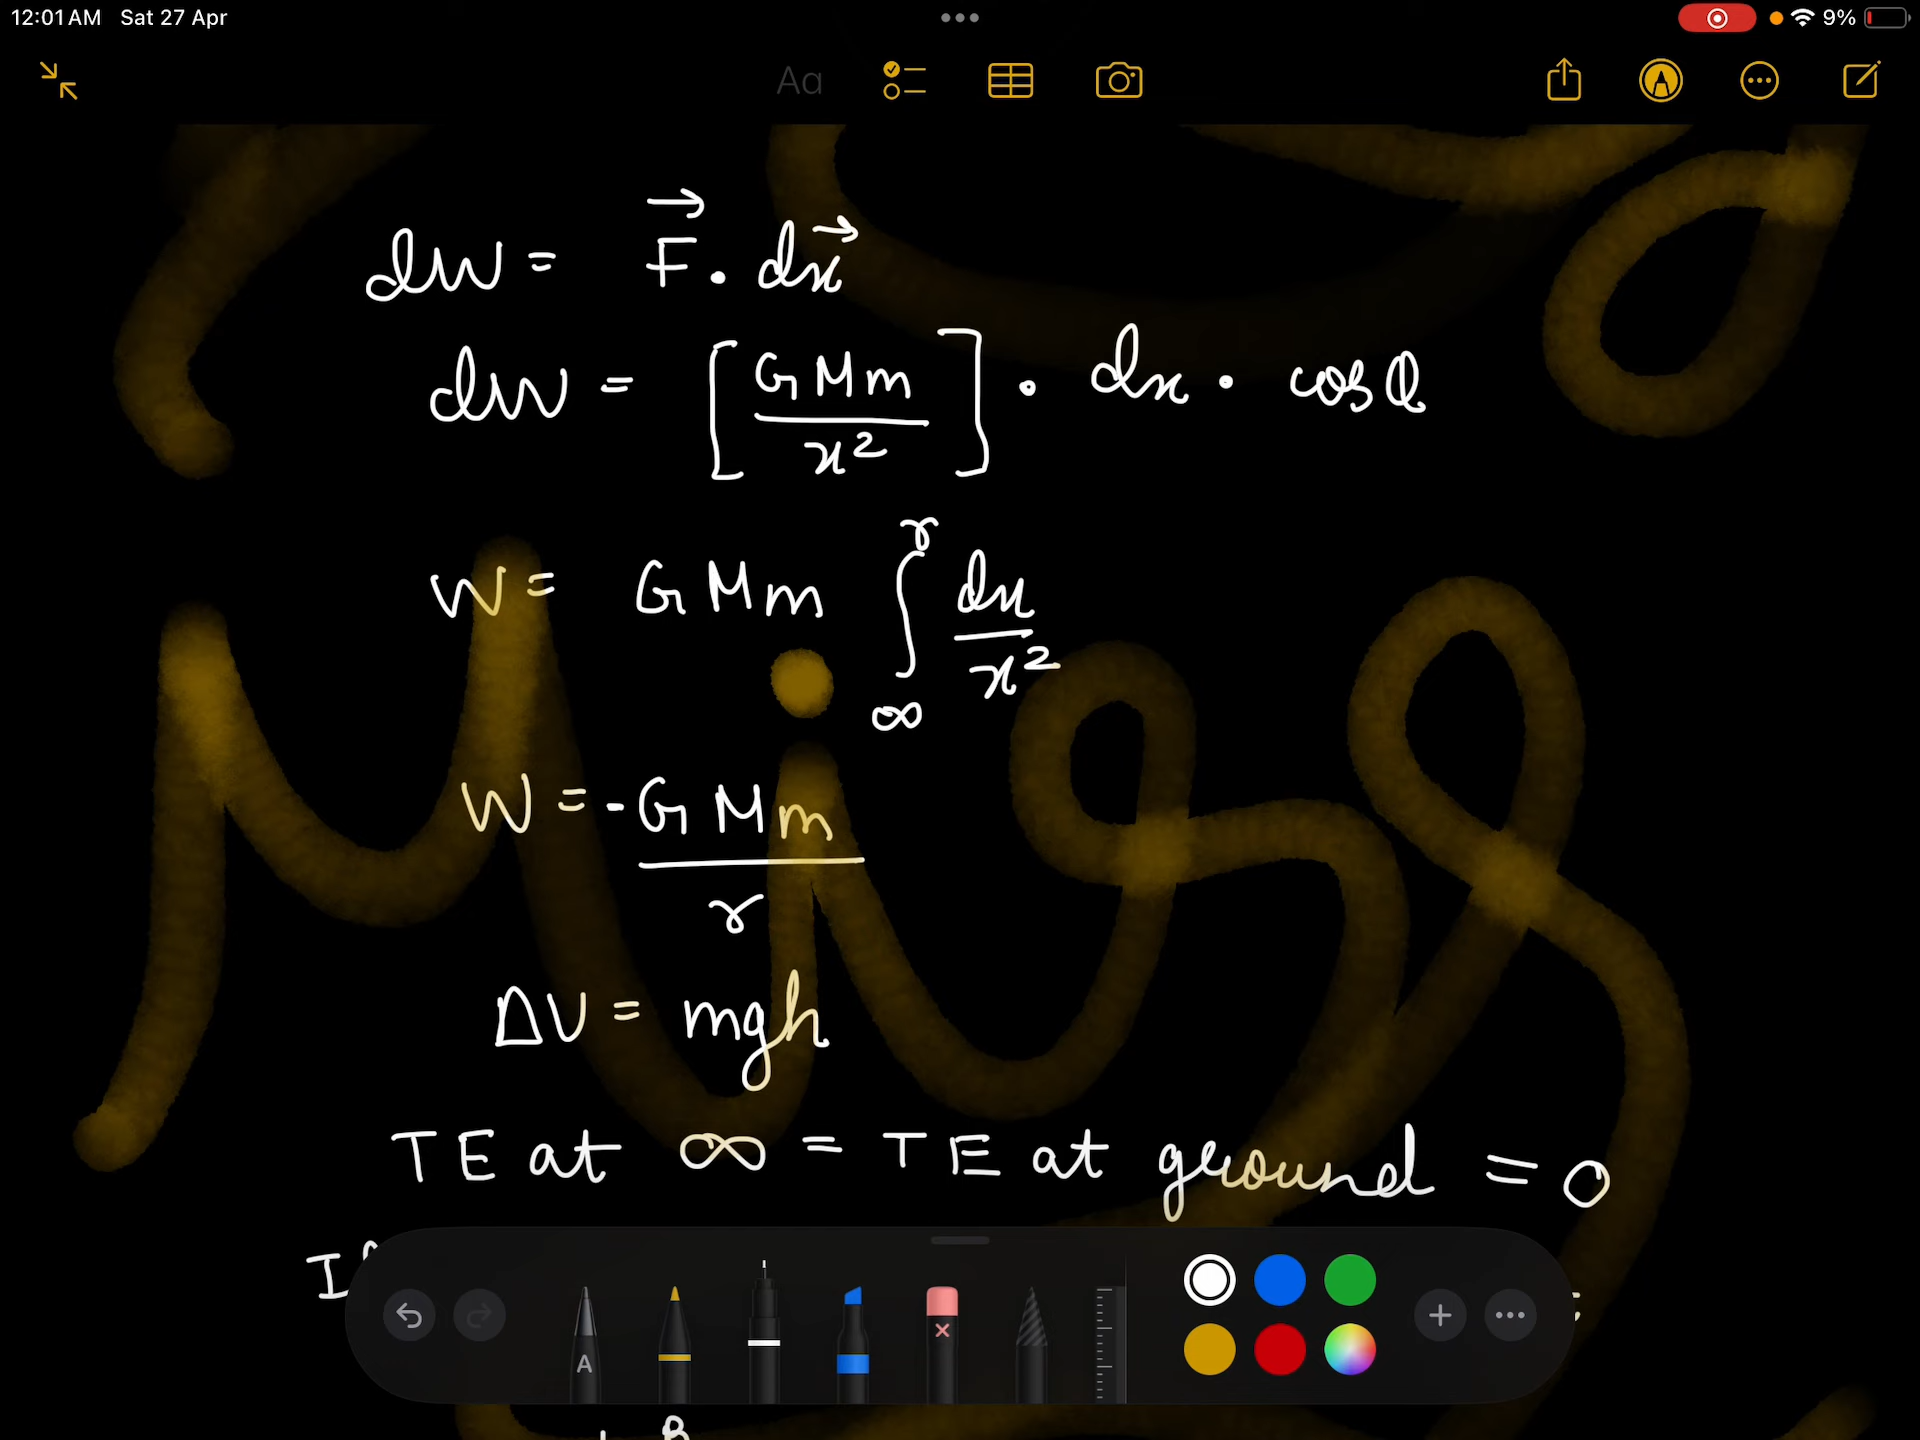 12:01 AM Sat 27 Apr
9%
Aa
dW = F→ . dx→
dW = [GMm / x²] . dx . cosθ
W = GMm ∫∞^r dx / x²
W = - GMm / r
ΔU = mgh
TE at ∞ = TE at ground = 0
A
Miss